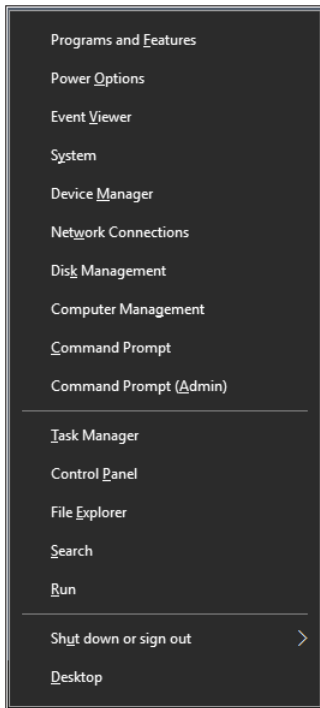 Programs and Features
Power Options
Event Viewer
System
Device Manager
Network Connections
Disk Management
Computer Management
Command Prompt
Command Prompt (Admin)
Task Manager
Control Panel
File Explorer
Search
Run
Shut down or sign out
Desktop